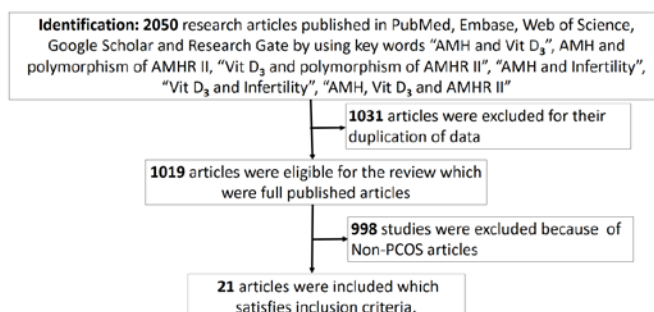 Identification: 2050 research articles published in PubMed, Embase, Web of Science,
Google Scholar and Research Gate by using key words “AMH and Vit D₃”, AMH and
polymorphism of AMHR II, “Vit D₃ and polymorphism of AMHR II”, “AMH and Infertility”,
“Vit D₃ and Infertility”, “AMH, Vit D₃ and AMHR II”
1031 articles were excluded for their
duplication of data
1019 articles were eligible for the review which
were full published articles
998 studies were excluded because of
Non-PCOS articles
21 articles were included which
satisfies inclusion criteria.